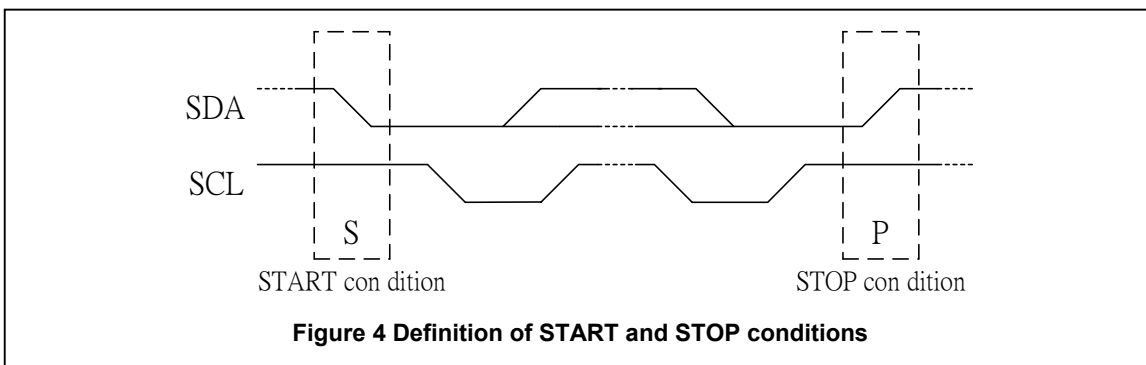 SDA
SCL
S
P
START con dition
STOP con dition
Figure 4 Definition of START and STOP conditions